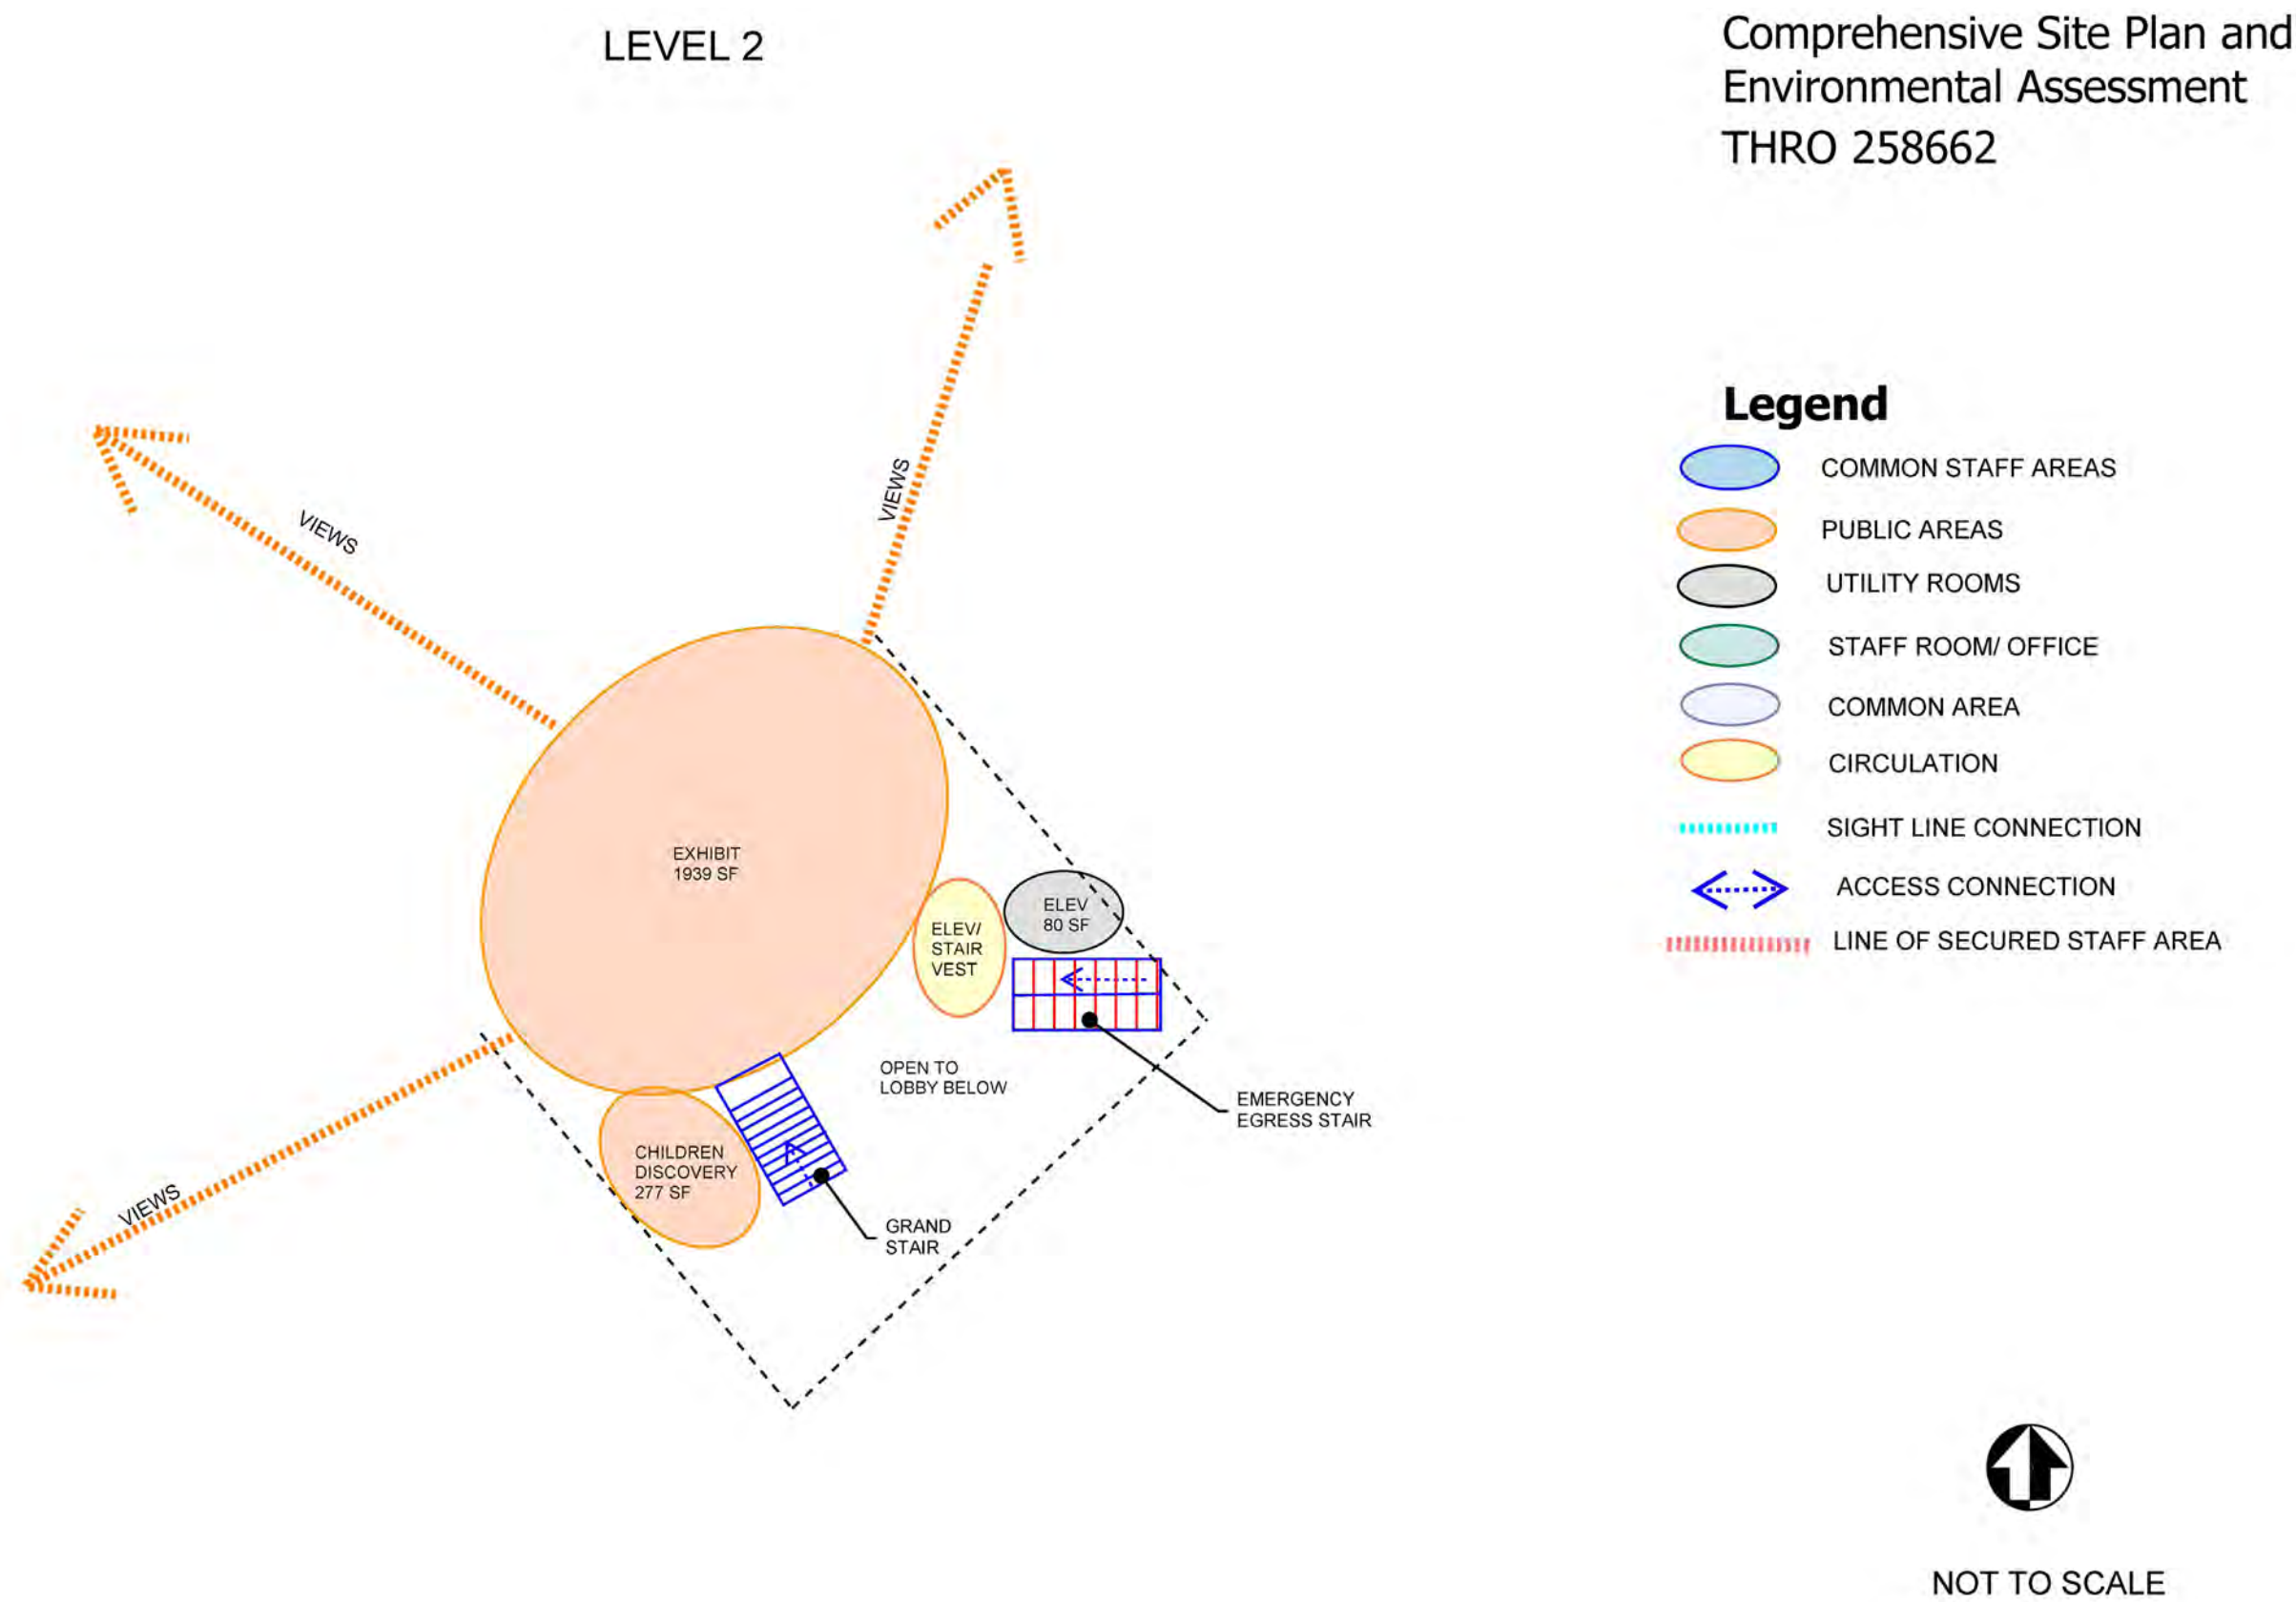 LEVEL 2
Comprehensive Site Plan and
Environmental Assessment
THRO 258662
VIEWS
VIEWS
VIEWS
EXHIBIT
1939 SF
ELEV/
STAIR
VEST
ELEV
80 SF
OPEN TO
LOBBY BELOW
EMERGENCY
EGRESS STAIR
CHILDREN
DISCOVERY
277 SF
GRAND
STAIR
Legend
COMMON STAFF AREAS
PUBLIC AREAS
UTILITY ROOMS
STAFF ROOM/ OFFICE
COMMON AREA
CIRCULATION
SIGHT LINE CONNECTION
ACCESS CONNECTION
LINE OF SECURED STAFF AREA
NOT TO SCALE